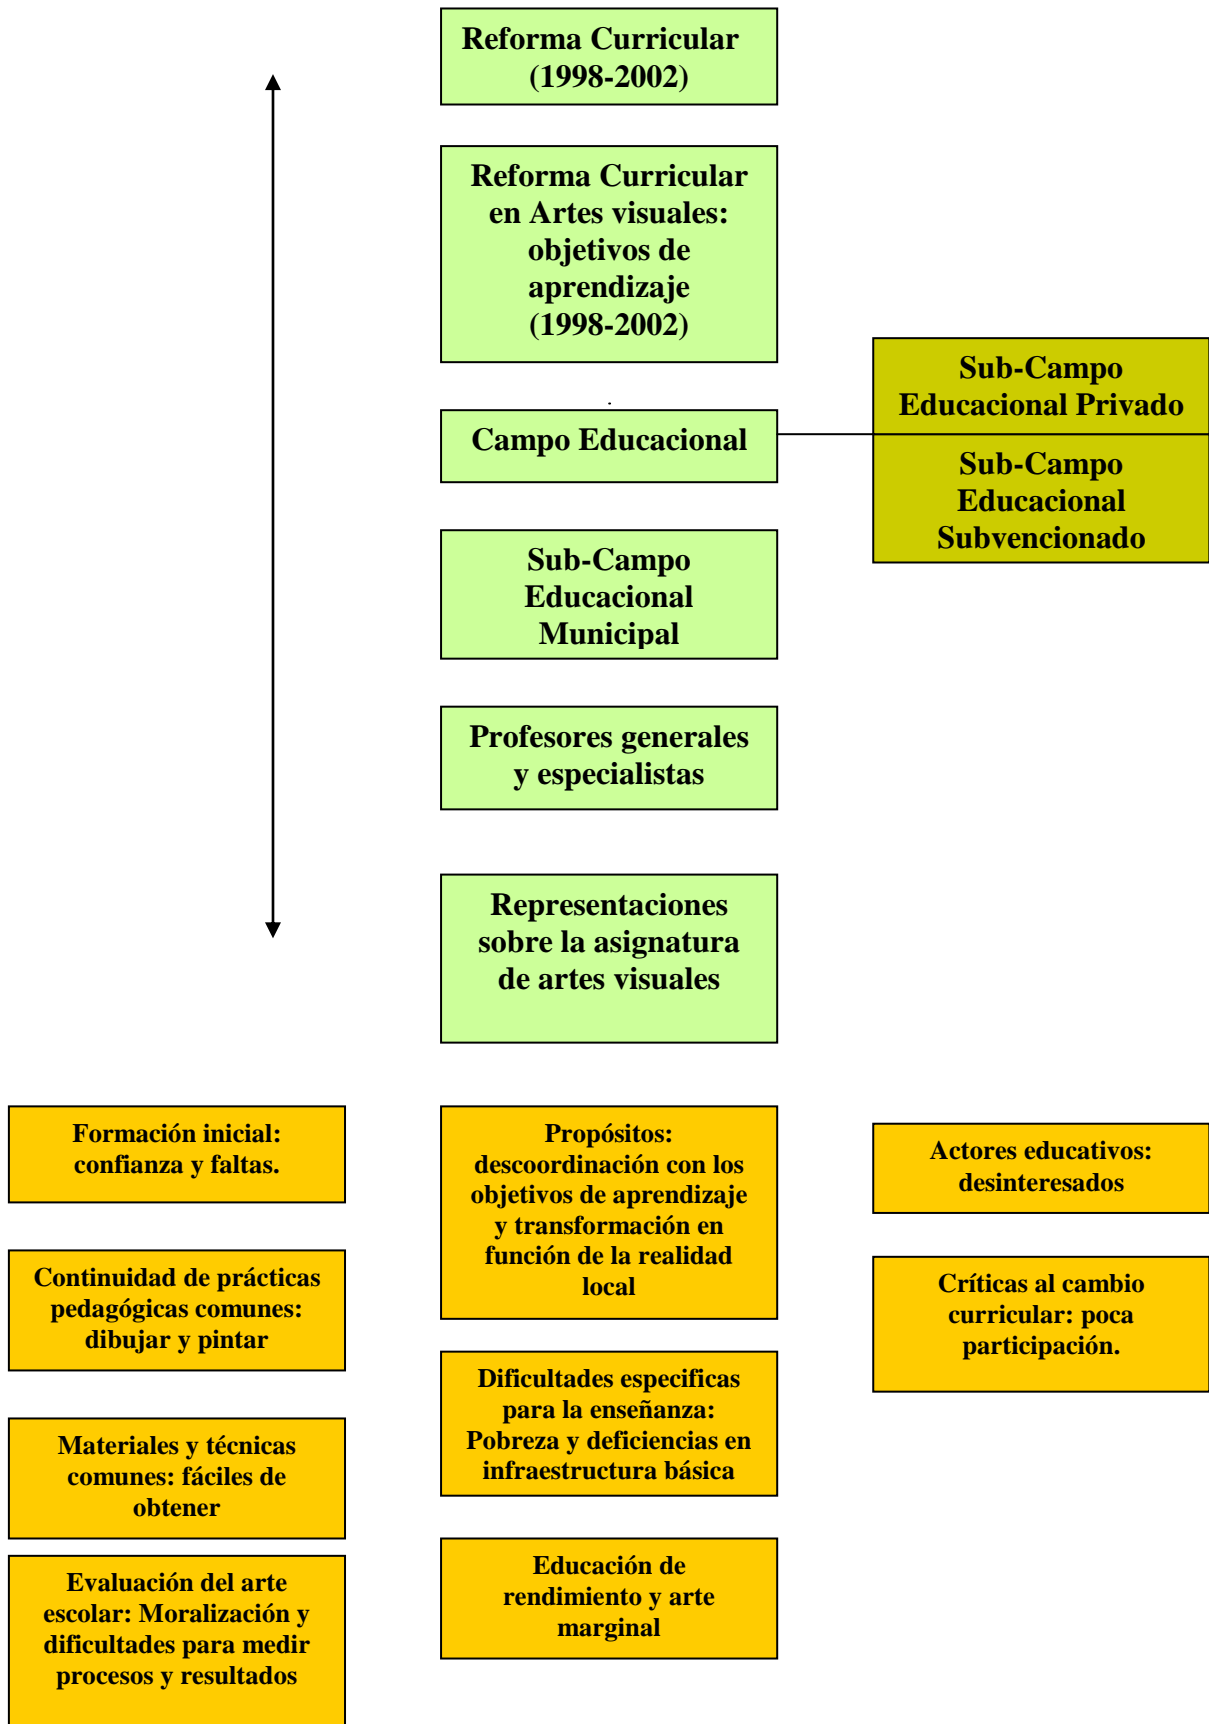 Reforma Curricular
(1998-2002)
Reforma Curricular
en Artes visuales:
objetivos de
aprendizaje
(1998-2002)
Campo Educacional
Sub-Campo
Educacional Privado
Sub-Campo
Educacional
Subvencionado
Sub-Campo
Educacional
Municipal
Profesores generales
y especialistas
Representaciones
sobre la asignatura
de artes visuales
Formación inicial:
confianza y faltas.
Continuidad de prácticas
pedagógicas comunes:
dibujar y pintar
Materiales y técnicas
comunes: fáciles de
obtener
Evaluación del arte
escolar: Moralización y
dificultades para medir
procesos y resultados
Propósitos:
descoordinación con los
objetivos de aprendizaje
y transformación en
función de la realidad
local
Dificultades especificas
para la enseñanza:
Pobreza y deficiencias en
infraestructura básica
Educación de
rendimiento y arte
marginal
Actores educativos:
desinteresados
Críticas al cambio
curricular: poca
participación.